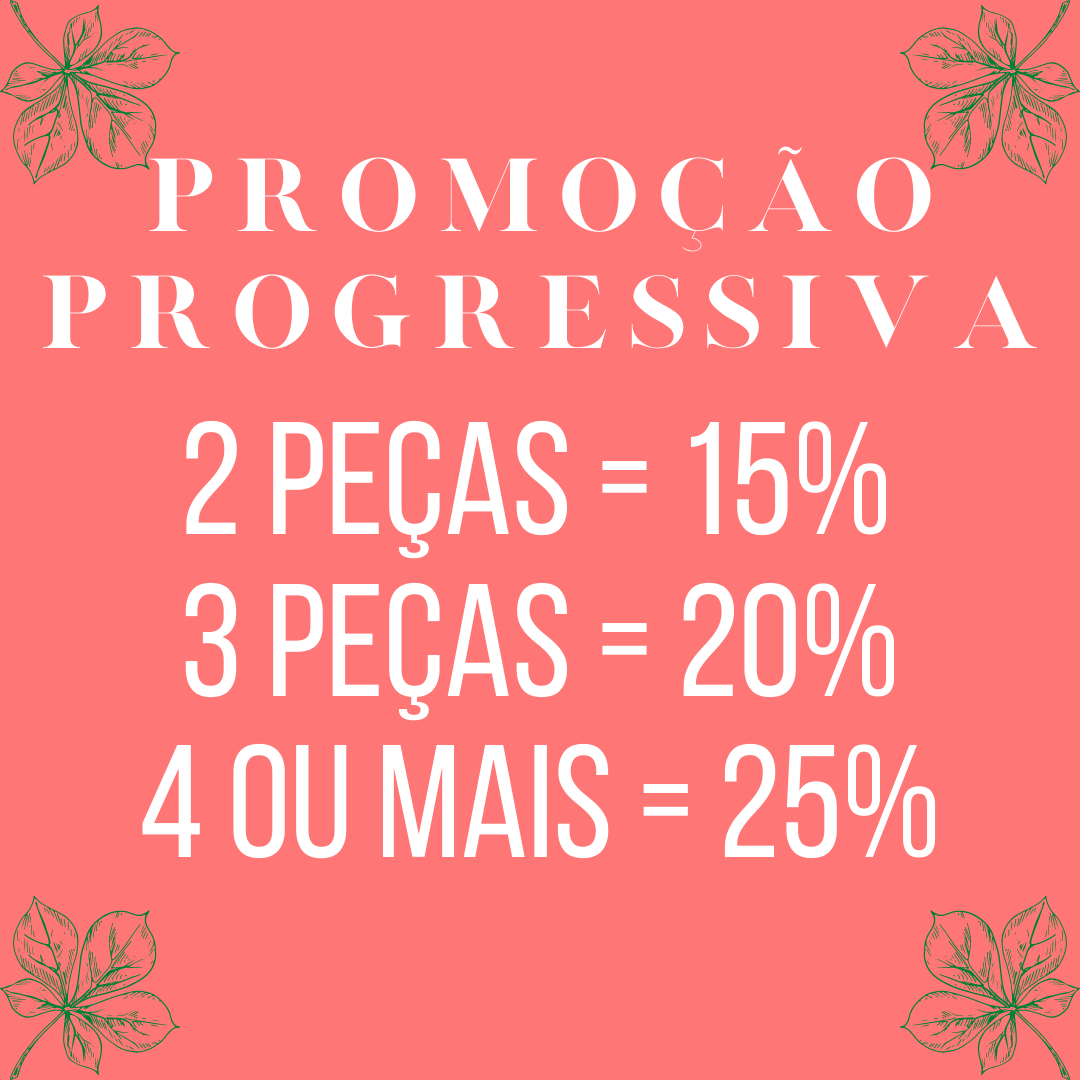 PROMOÇÃO
PROGRESSIVA
2 PEÇAS = 15%
3 PEÇAS = 20%
4 OU MAIS = 25%